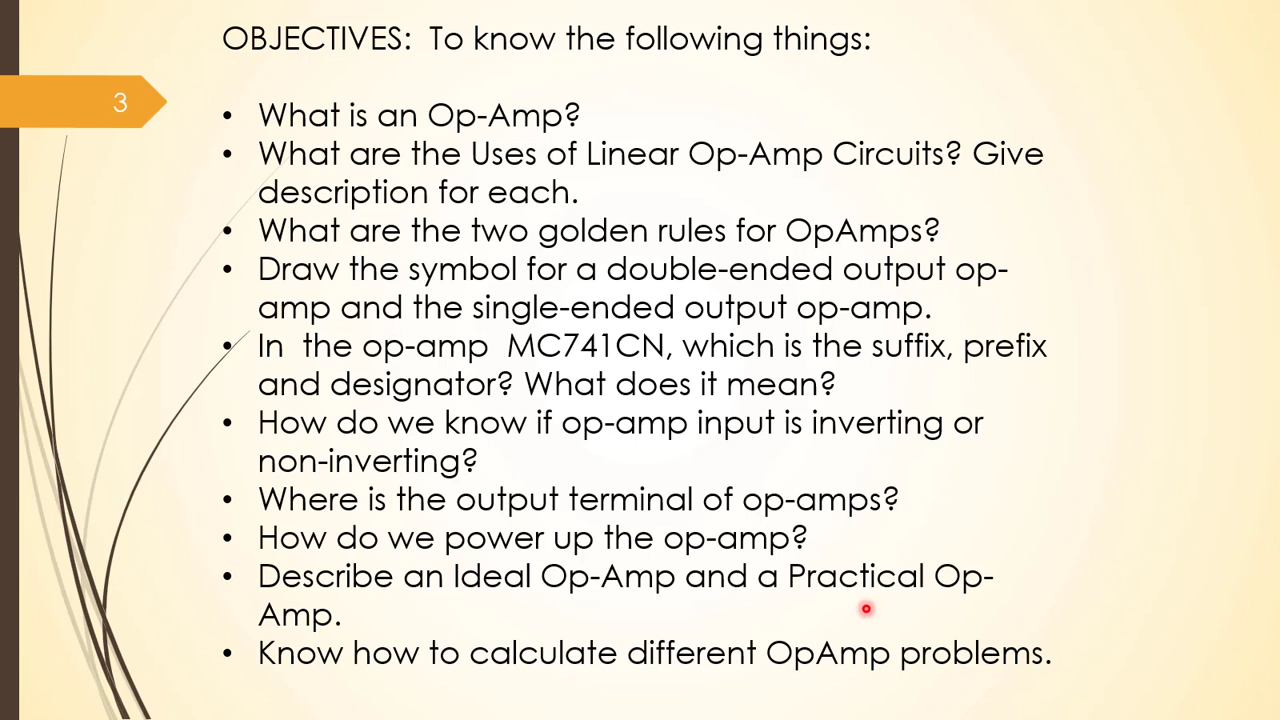 OBJECTIVES:  To know the following things:
3
• What is an Op-Amp?
• What are the Uses of Linear Op-Amp Circuits? Give
description for each.
• What are the two golden rules for OpAmps?
• Draw the symbol for a double-ended output op-
amp and the single-ended output op-amp.
• In  the op-amp  MC741CN, which is the suffix, prefix
and designator? What does it mean?
• How do we know if op-amp input is inverting or
non-inverting?
• Where is the output terminal of op-amps?
• How do we power up the op-amp?
• Describe an Ideal Op-Amp and a Practical Op-
Amp.
• Know how to calculate different OpAmp problems.